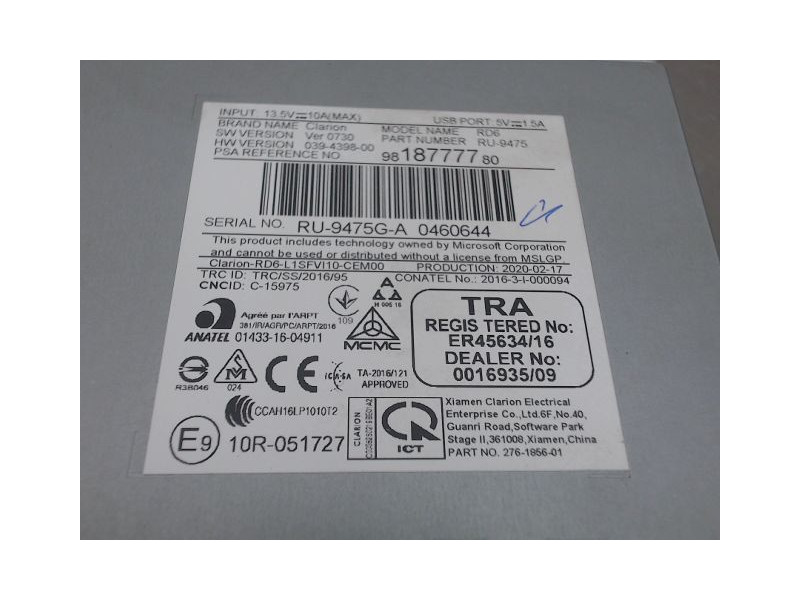 INPUT 13.5V⎓10A(MAX) USB PORT: 5V⎓1.5A
BRAND NAME Clarion MODEL NAME RD6
SW VERSION Ver 0730 PART NUMBER RU-9475
HW VERSION 039-4398-00
PSA REFERENCE NO 9818777780
SERIAL NO. RU-9475G-A 0460644
This product includes technology owned by Microsoft Corporation
and cannot be used or distributed without a license from MSLGP.
Clarion-RD6-L1SFVI10-CEM00 PRODUCTION: 2020-02-17
TRC ID: TRC/SS/2016/95 CONATEL No.: 2016-3-I-000094
CNCID: C-15975
109
MCMC
ANATEL
Agréé par l'ARPT
381/IR/AGR/PC/ARPT/2016
01433-16-04911
TRA
REGISTERED No:
ER45634/16
DEALER No:
0016935/09
R3B046
M
024
CE
ICASA
TA-2016/121
APPROVED
CCAH16LP1010T2
E9 10R-051727
CLARION
ICT
Xiamen Clarion Electrical
Enterprise Co.,Ltd.6F,No.40,
Guanri Road,Software Park
Stage II,361008,Xiamen,China
PART NO. 276-1856-01